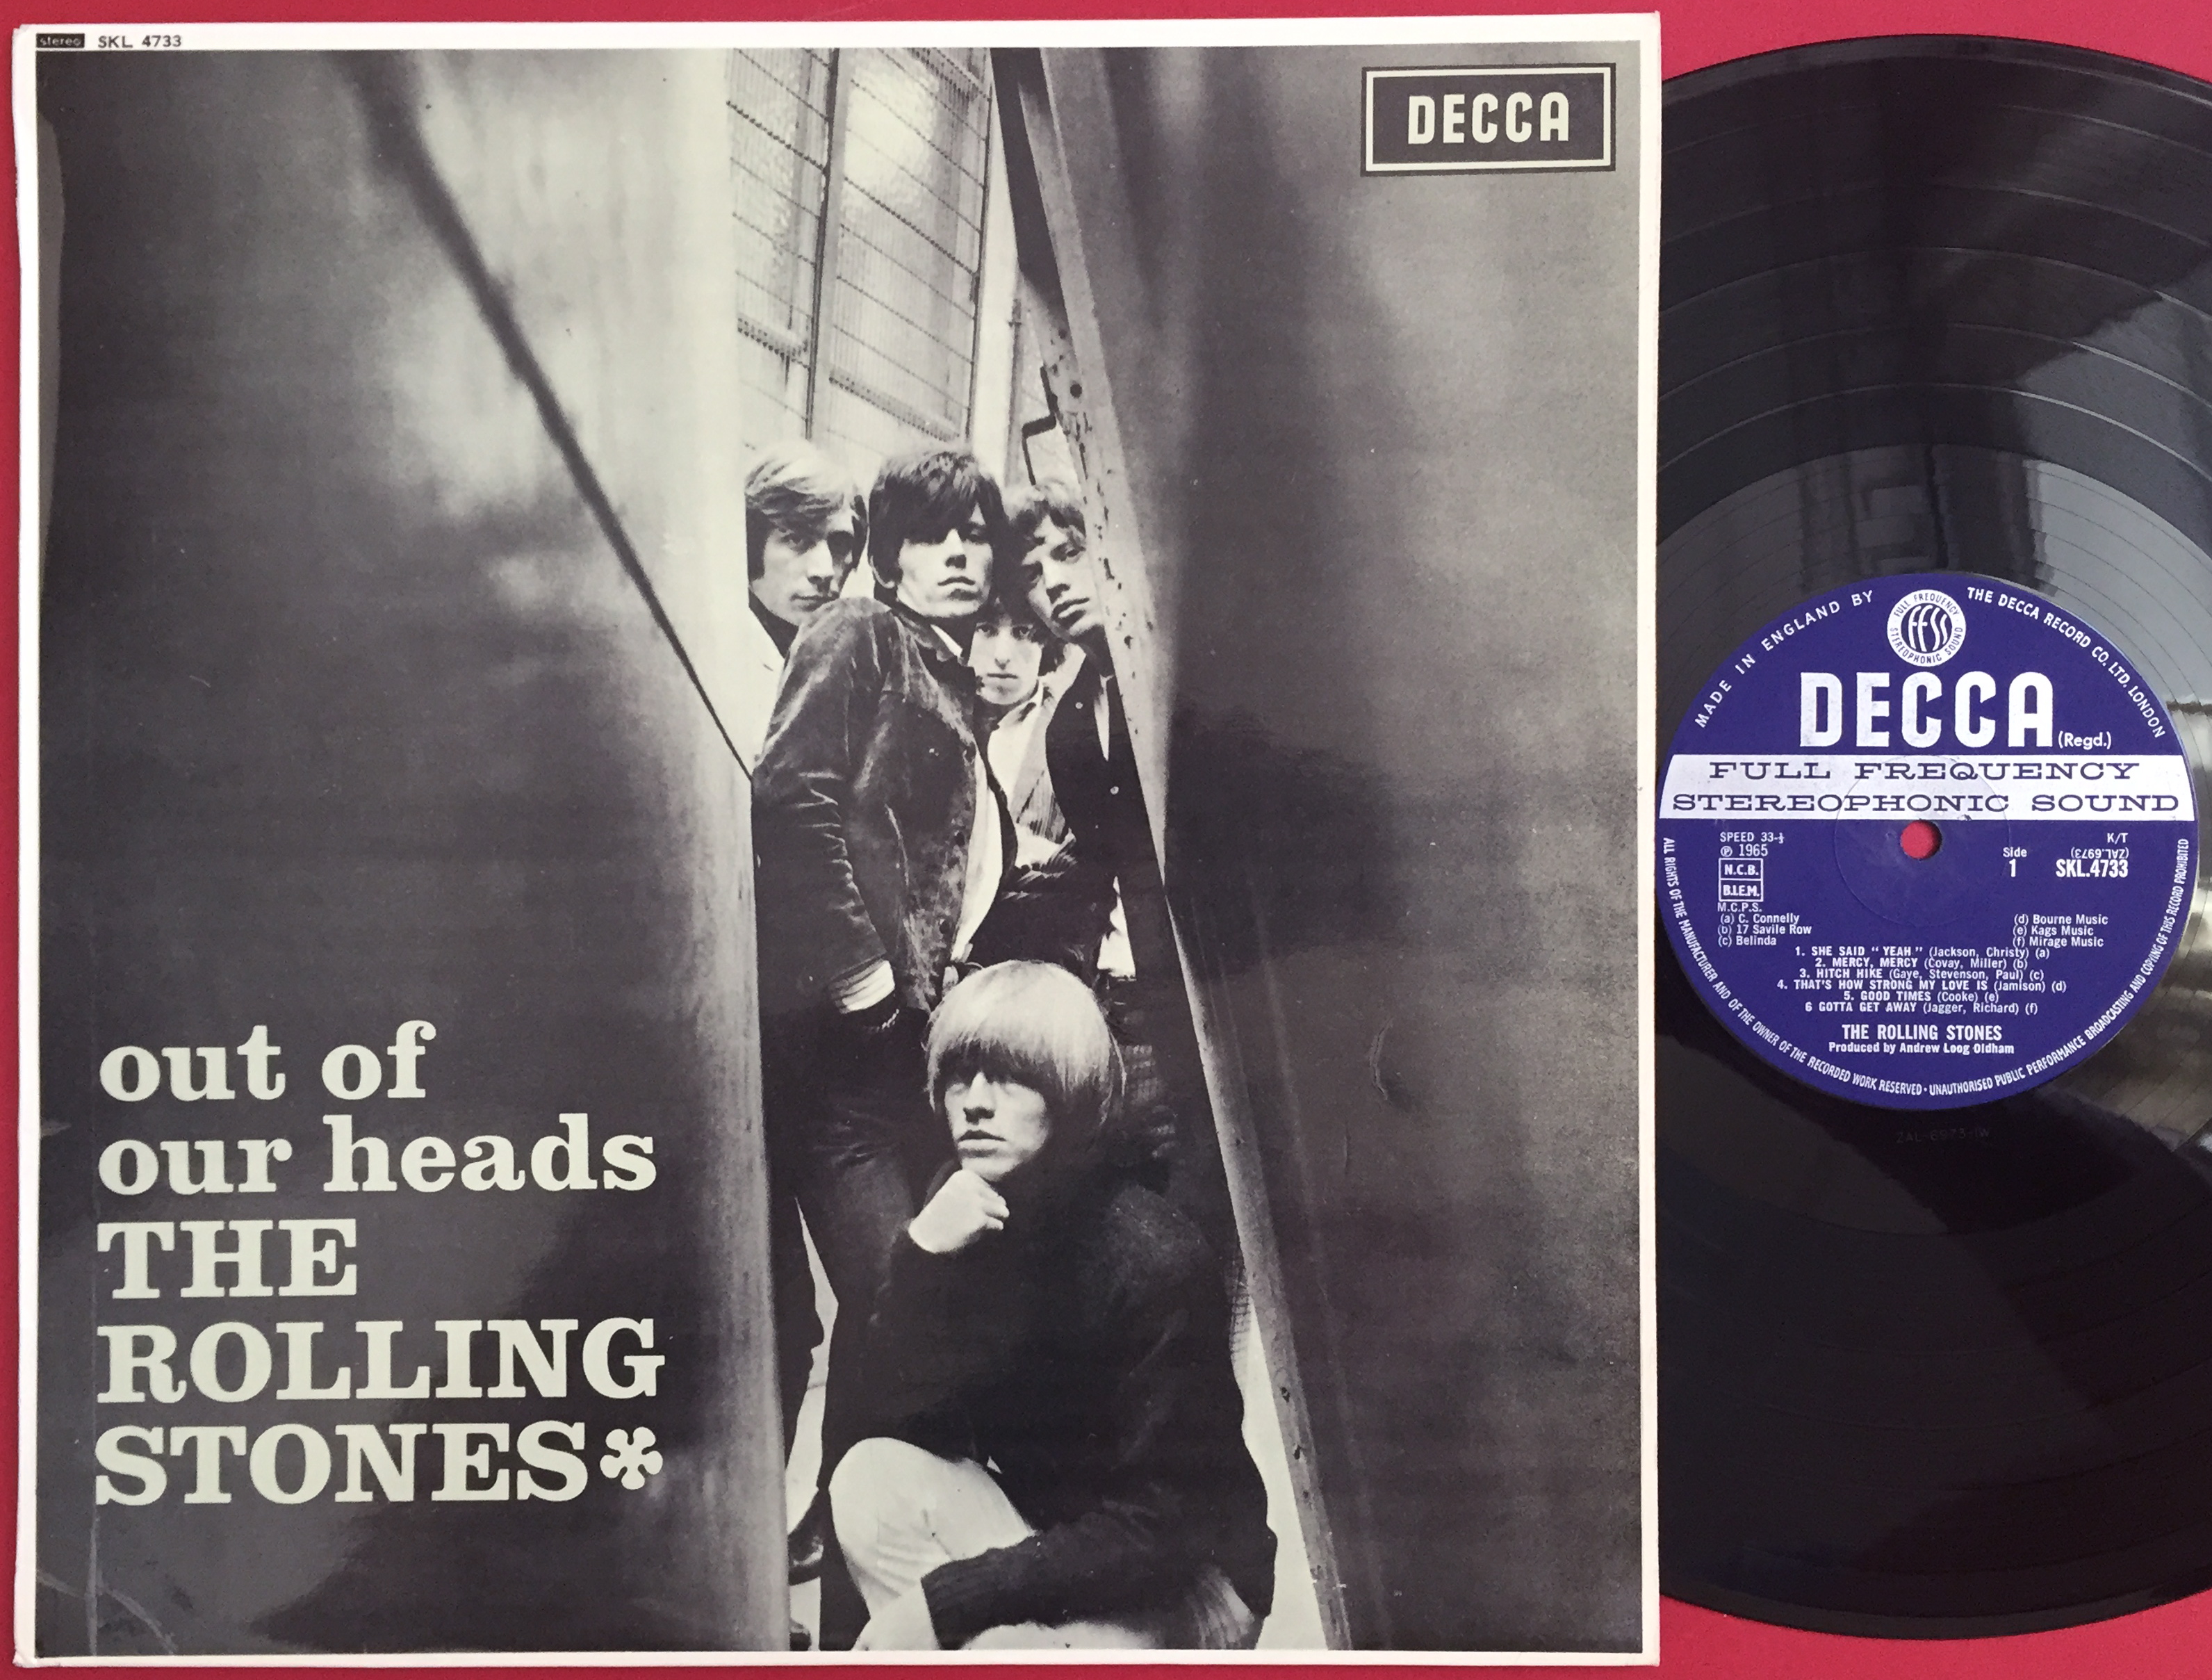 stereo SKL 4733
DECCA
out of
our heads
THE
ROLLING
STONES*
MADE IN ENGLAND BY THE DECCA RECORD CO. LTD. LONDON
FULL FREQUENCY
FFSS
STEREOPHONIC SOUND
DECCA (Regd.)
FULL FREQUENCY
STEREOPHONIC SOUND
SPEED 33-⅓
℗ 1965
N.C.B.
B.I.E.M.
M.C.P.S.
(a) C. Connelly
(b) 17 Savile Row
(c) Belinda
K/T
(ZAL.6973)
Side
1 SKL.4733
(d) Bourne Music
(e) Kags Music
(f) Mirage Music
1. SHE SAID “YEAH” (Jackson, Christy) (a)
2. MERCY, MERCY (Covay, Miller) (b)
3. HITCH HIKE (Gaye, Stevenson, Paul) (c)
4. THAT'S HOW STRONG MY LOVE IS (Jamison) (d)
5. GOOD TIMES (Cooke) (e)
6 GOTTA GET AWAY (Jagger, Richard) (f)
THE ROLLING STONES
Produced by Andrew Loog Oldham
ALL RIGHTS OF THE MANUFACTURER AND OF THE OWNER OF THE RECORDED WORK RESERVED · UNAUTHORISED PUBLIC PERFORMANCE BROADCASTING AND COPYING OF THIS RECORD PROHIBITED